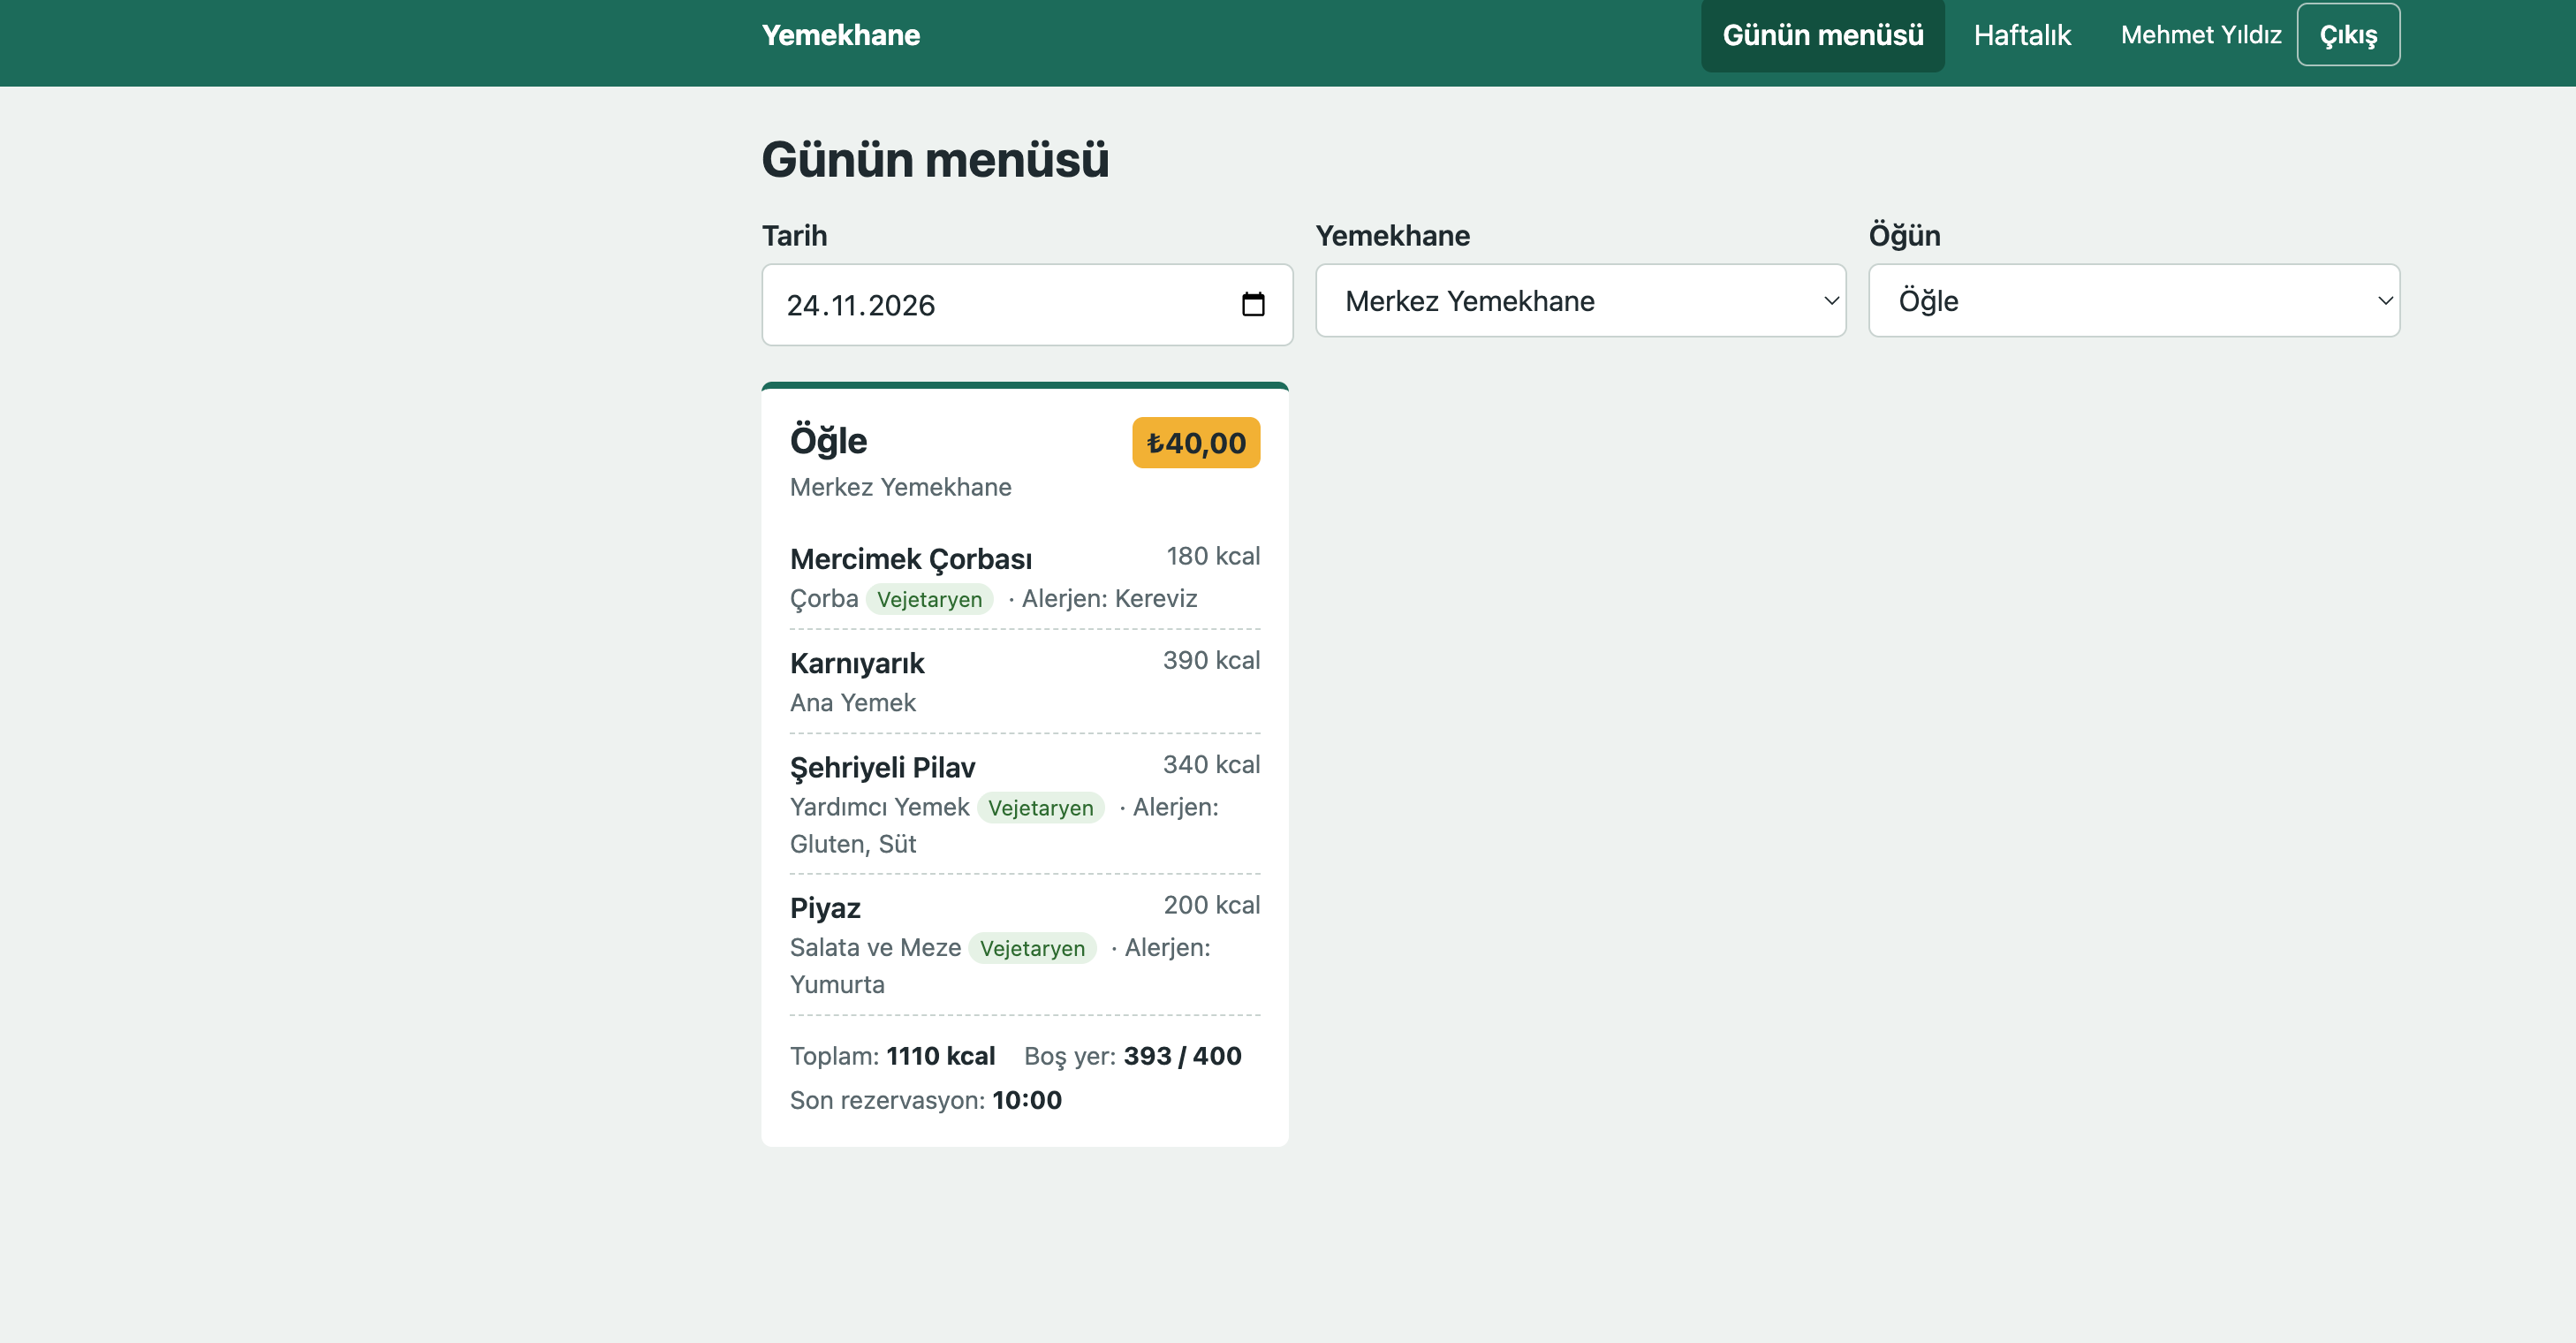 Yemekhane
Günün menüsü
Haftalık
Mehmet Yıldız
Çıkış
Günün menüsü
Tarih
24.11.2026
Yemekhane
Merkez Yemekhane
Öğün
Öğle
Öğle
₺40,00
Merkez Yemekhane
Mercimek Çorbası
180 kcal
Çorba Vejetaryen · Alerjen: Kereviz
Karnıyarık
390 kcal
Ana Yemek
Şehriyeli Pilav
340 kcal
Yardımcı Yemek Vejetaryen · Alerjen:
Gluten, Süt
Piyaz
200 kcal
Salata ve Meze Vejetaryen · Alerjen:
Yumurta
Toplam: 1110 kcal Boş yer: 393 / 400
Son rezervasyon: 10:00